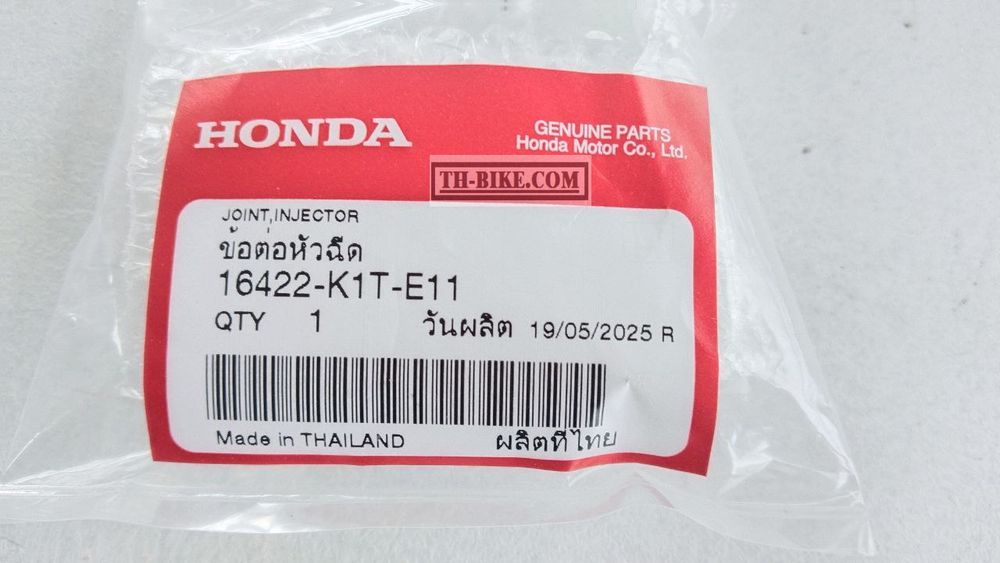 HONDA
GENUINE PARTS
Honda Motor Co., Ltd.
TH-BIKE.COM
JOINT,INJECTOR
ข้อต่อหัวฉีด
16422-K1T-E11
QTY 1 วันผลิต 19/05/2025 R
Made in THAILAND ผลิตที่ไทย